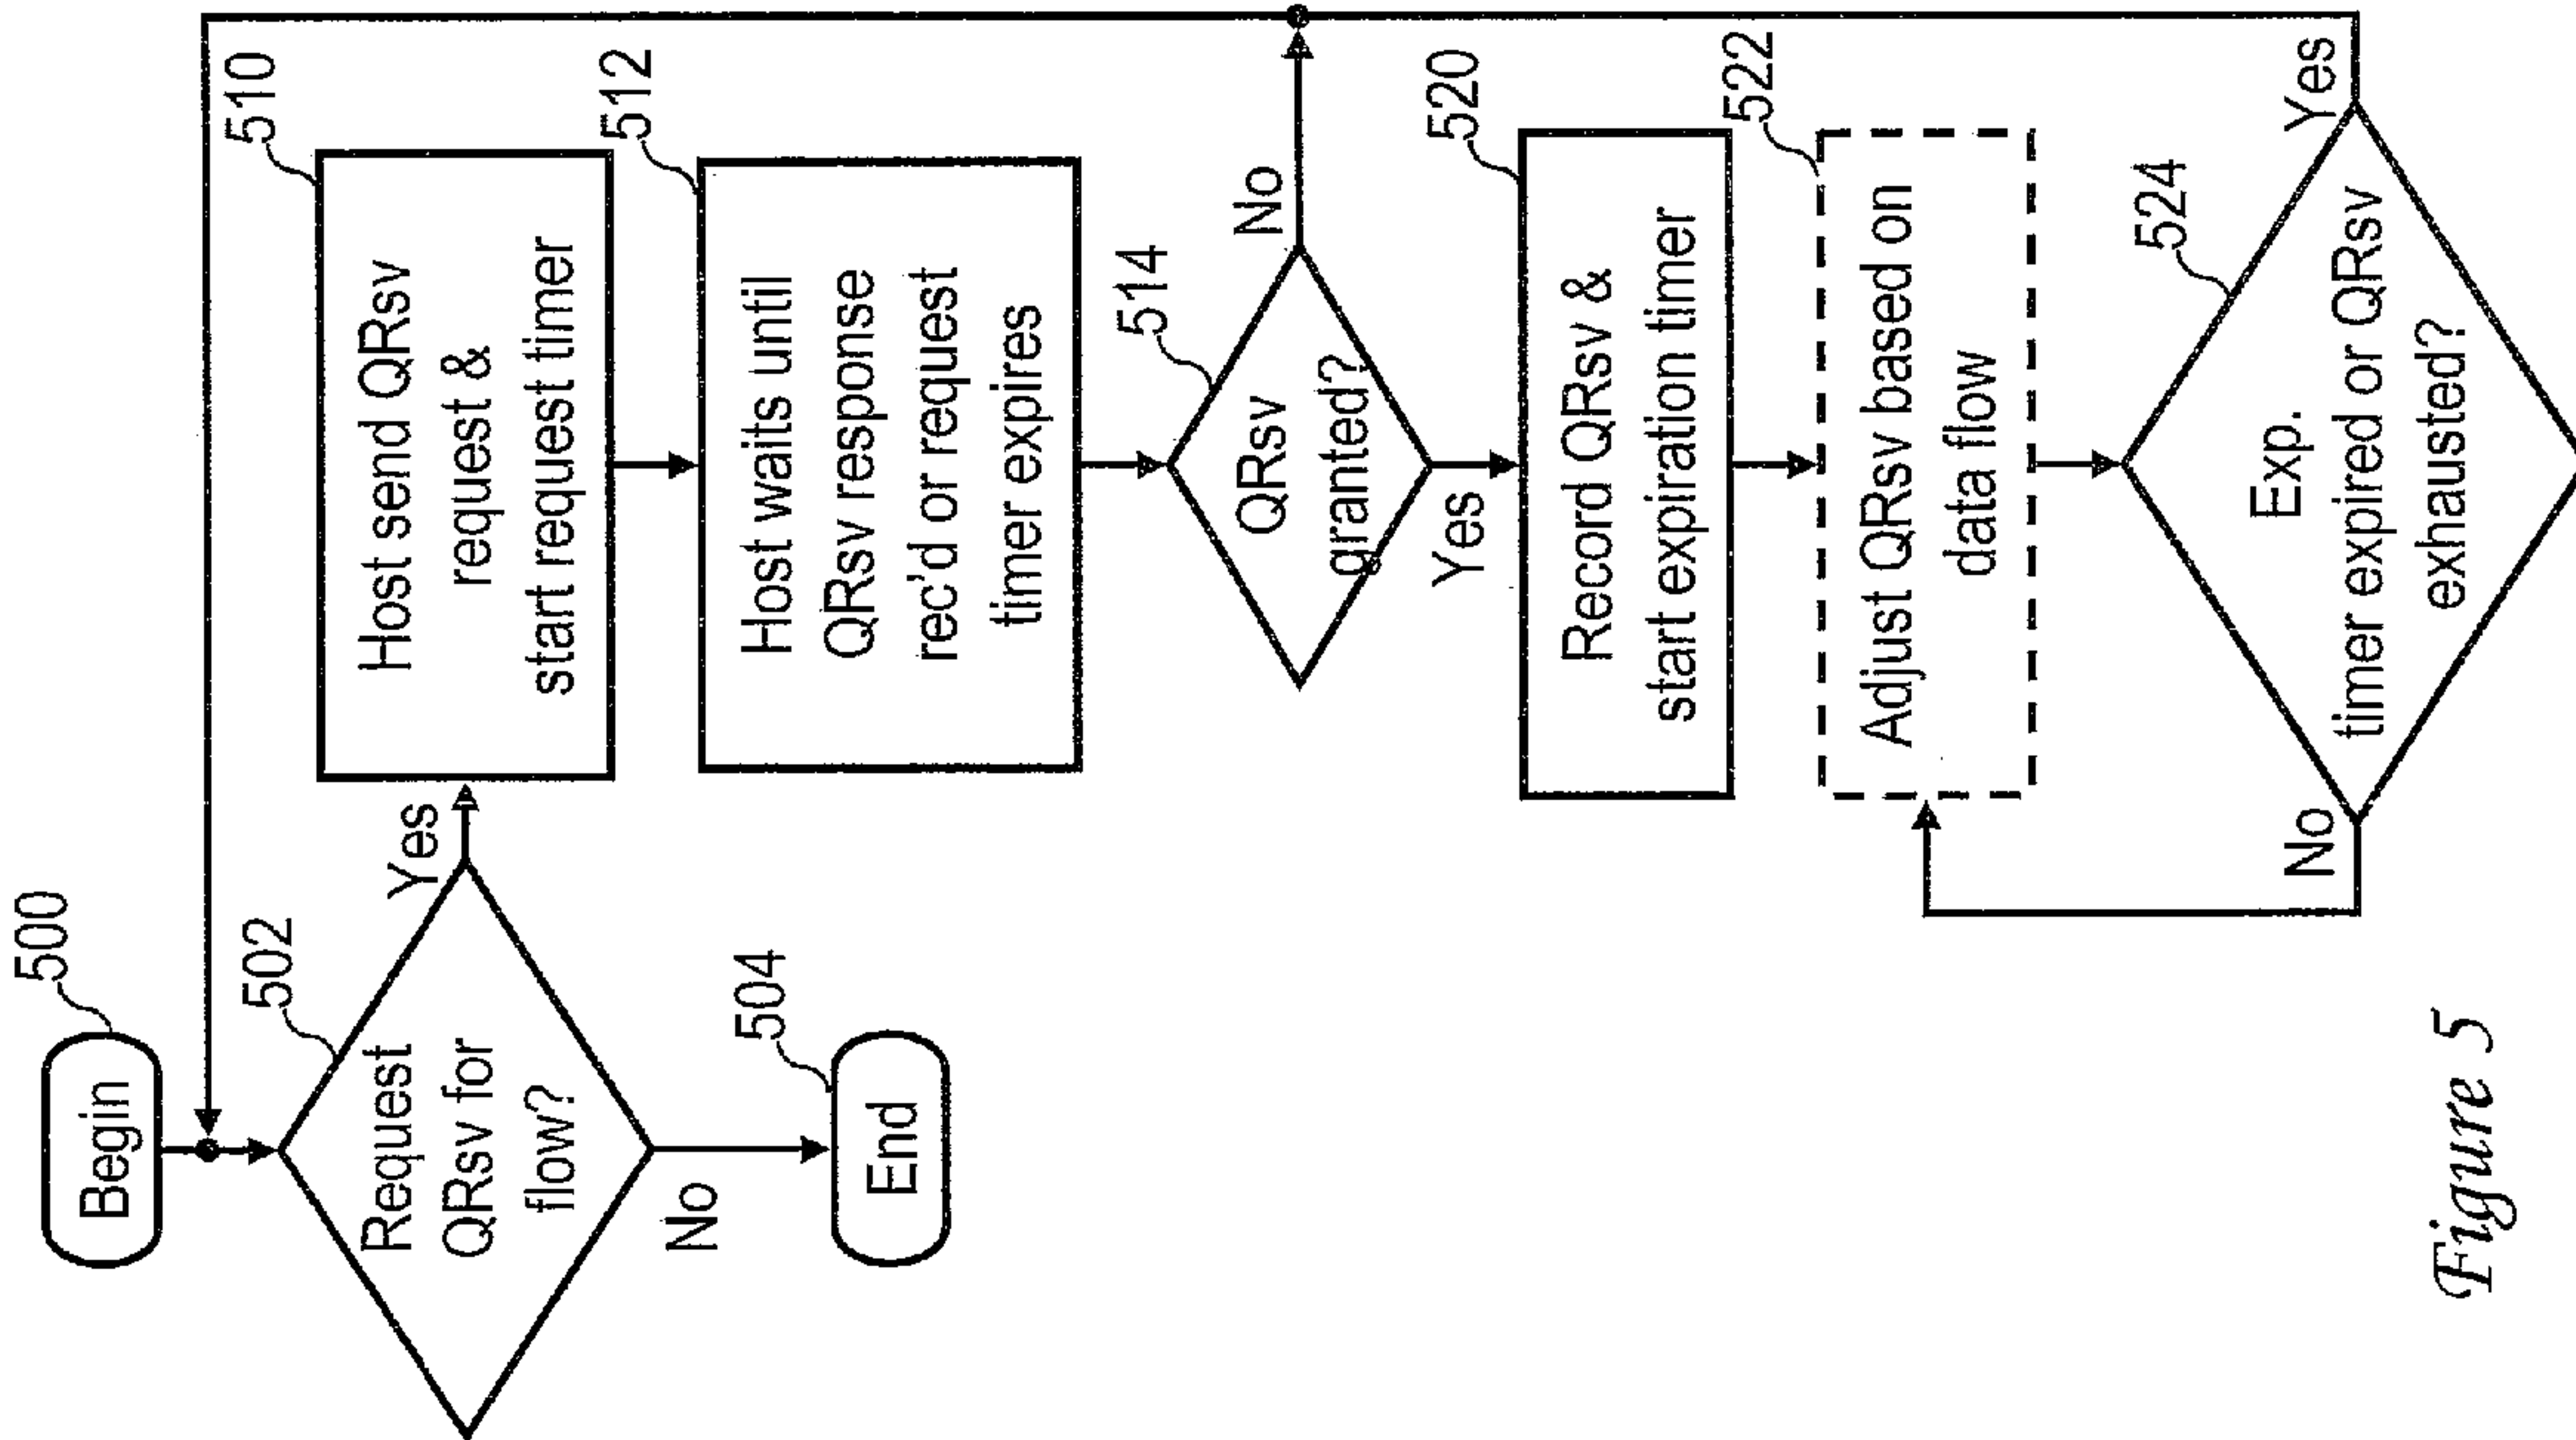 500
Begin
502
Request
QRsv for
flow?
Yes
No
504
End
510
Host send QRsv
request &
start request timer
512
Host waits until
QRsv response
rec'd or request
timer expires
514
QRsv
granted?
No
Yes
520
Record QRsv &
start expiration timer
522
Adjust QRsv based on
data flow
524
Exp.
timer expired or QRsv
exhausted?
No
Yes
Figure 5